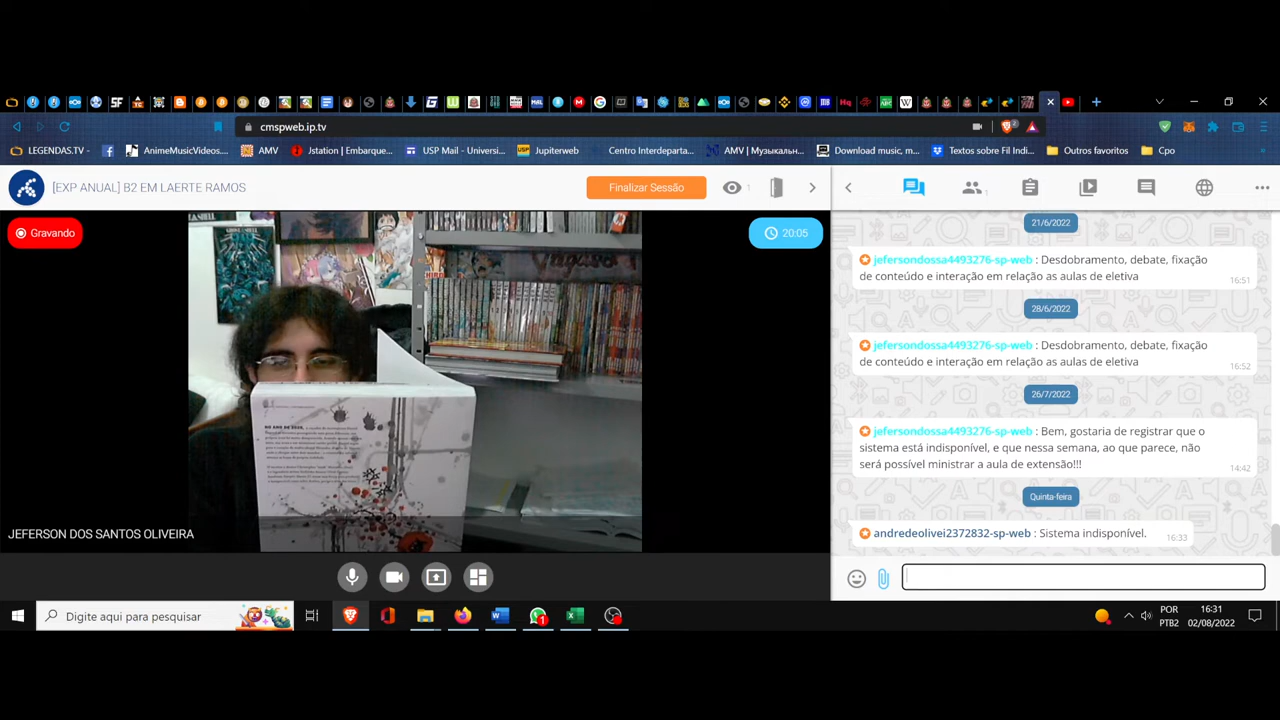 cmspweb.ip.tv
2
LEGENDAS.TV -
AnimeMusicVideos....
AMV
Jstation | Embarque...
USP Mail - Universi...
Jupiterweb
Centro Interdeparta...
AMV | Музыкальн...
Download music, m...
Textos sobre Fil Indi...
Outros favoritos
Cpo
[EXP ANUAL] B2 EM LAERTE RAMOS
Finalizar Sessão
1
1
Gravando
20:05
JEFERSON DOS SANTOS OLIVEIRA
21/6/2022
jefersondossa4493276-sp-web : Desdobramento, debate, fixação
de conteúdo e interação em relação as aulas de eletiva
16:51
28/6/2022
jefersondossa4493276-sp-web : Desdobramento, debate, fixação
de conteúdo e interação em relação as aulas de eletiva
16:52
26/7/2022
jefersondossa4493276-sp-web : Bem, gostaria de registrar que o
sistema está indisponível, e que nessa semana, ao que parece, não
será possível ministrar a aula de extensão!!!
14:42
Quinta-feira
andredeolivei2372832-sp-web : Sistema indisponível.
16:33
Digite aqui para pesquisar
1
POR
PTB2
16:31
02/08/2022